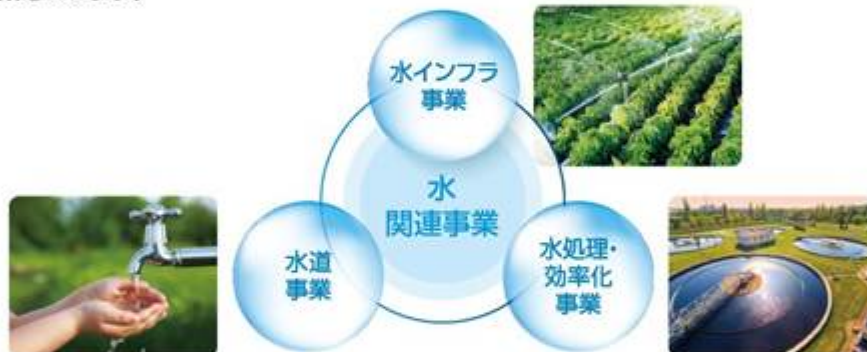 水インフラ
事業
水
関連事業
水道
事業
水処理・
効率化
事業